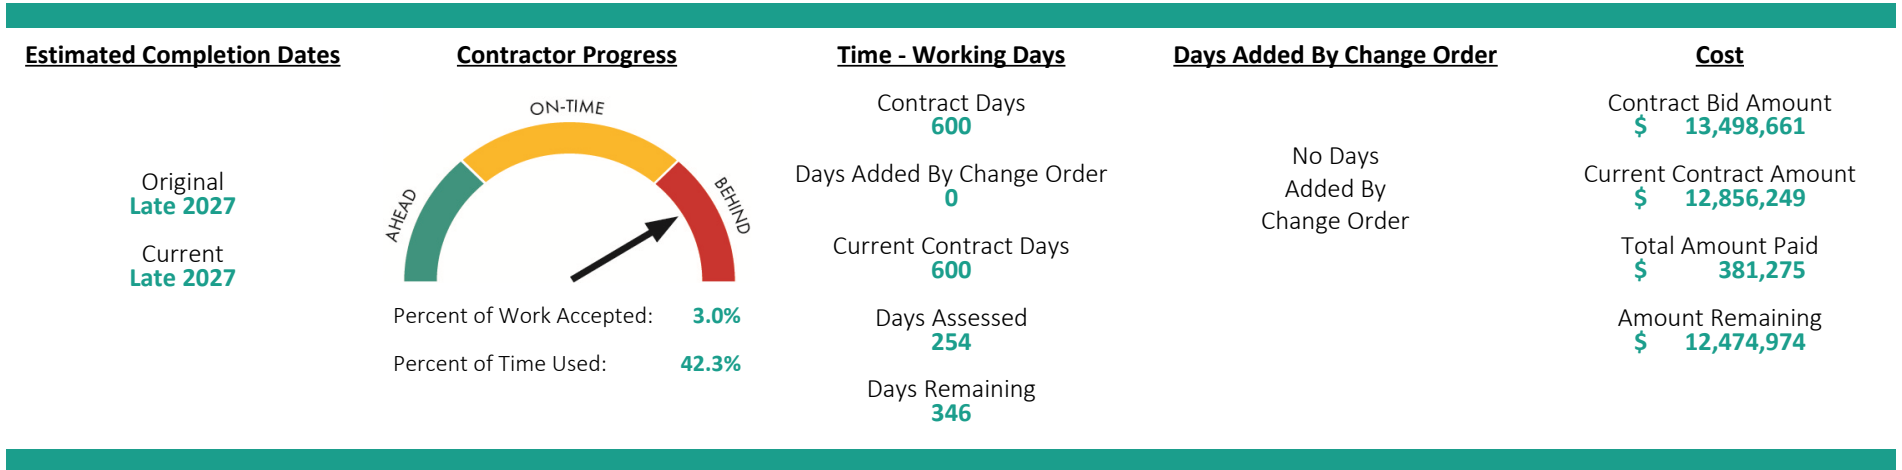 Estimated Completion Dates
Original
Late 2027
Current
Late 2027
Contractor Progress
ON-TIME
AHEAD
BEHIND
Percent of Work Accepted: 3.0%
Percent of Time Used: 42.3%
Time - Working Days
Contract Days
600
Days Added By Change Order
0
Current Contract Days
600
Days Assessed
254
Days Remaining
346
Days Added By Change Order
No Days
Added By
Change Order
Cost
Contract Bid Amount
$ 13,498,661
Current Contract Amount
$ 12,856,249
Total Amount Paid
$ 381,275
Amount Remaining
$ 12,474,974